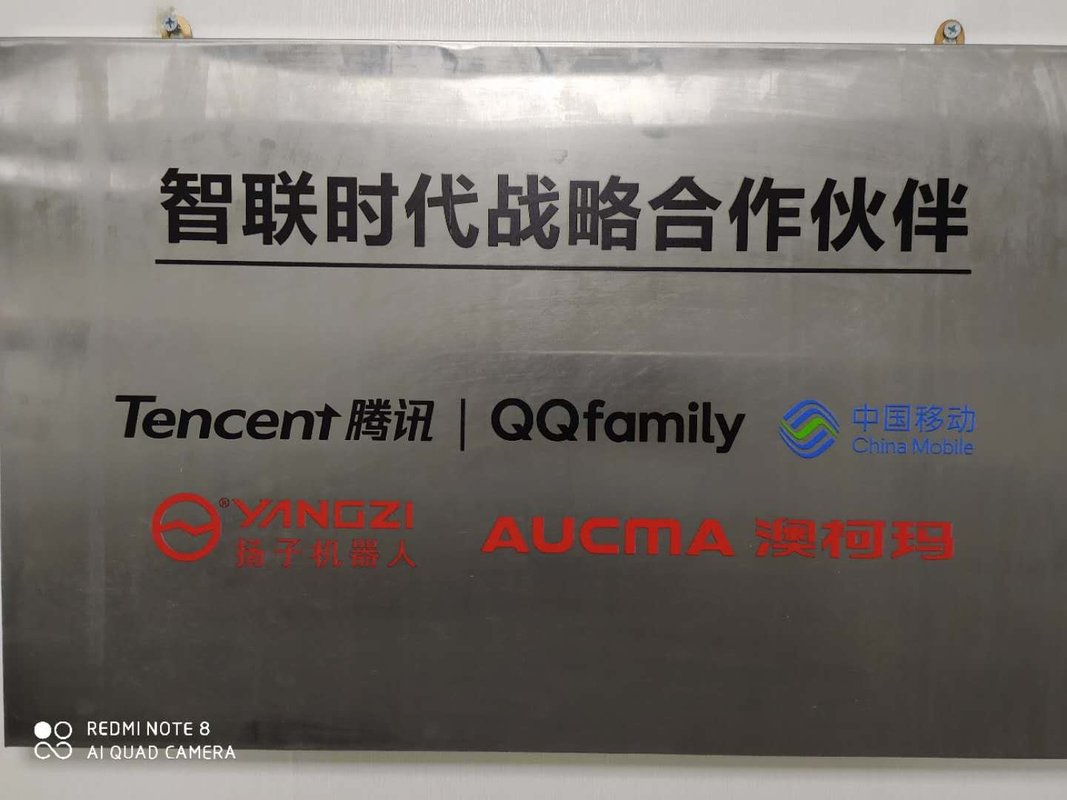 智联时代战略合作伙伴
Tencent 腾讯 | QQfamily
中国移动
China Mobile
®YANGZI
扬子机器人
AUCMA 澳柯玛
REDMI NOTE 8
AI QUAD CAMERA